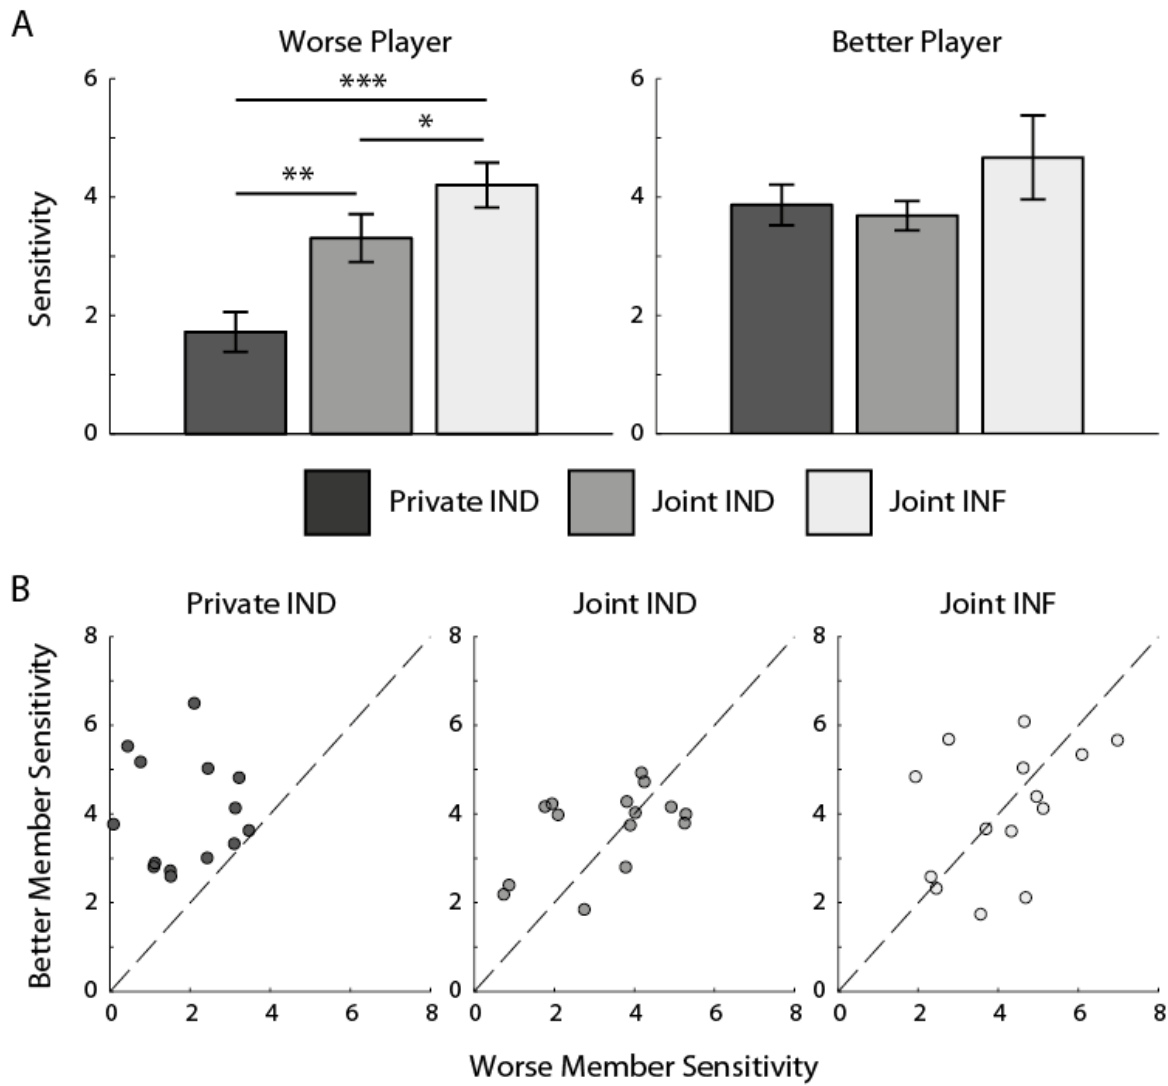 A
Worse Player
Better Player
Sensitivity
6
4
2
0
***
*
**
6
4
2
0
Private IND
Joint IND
Joint INF
B
Private IND
Joint IND
Joint INF
Better Member Sensitivity
8
6
4
2
0
0 2 4 6 8
8
6
4
2
0
0 2 4 6 8
8
6
4
2
0
0 2 4 6 8
Worse Member Sensitivity